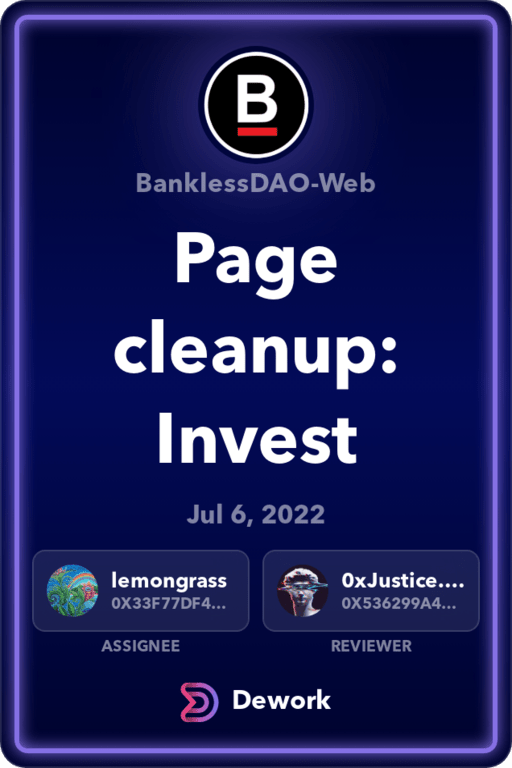 B
BanklessDAO-Web
Page
cleanup:
Invest
Jul 6, 2022
lemongrass
0X33F77DF4...
ASSIGNEE
0xJustice....
0X536299A4...
REVIEWER
Dework